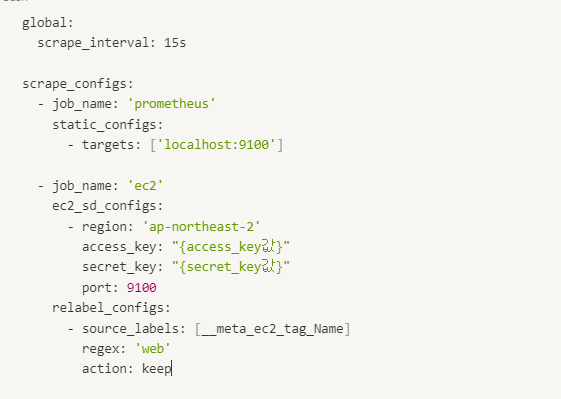 global:
  scrape_interval: 15s
scrape_configs:
  - job_name: 'prometheus'
    static_configs:
      - targets: ['localhost:9100']
  - job_name: 'ec2'
    ec2_sd_configs:
      - region: 'ap-northeast-2'
        access_key: "{access_key값}"
        secret_key: "{secret_key값}"
        port: 9100
    relabel_configs:
      - source_labels: [__meta_ec2_tag_Name]
        regex: 'web'
        action: keep